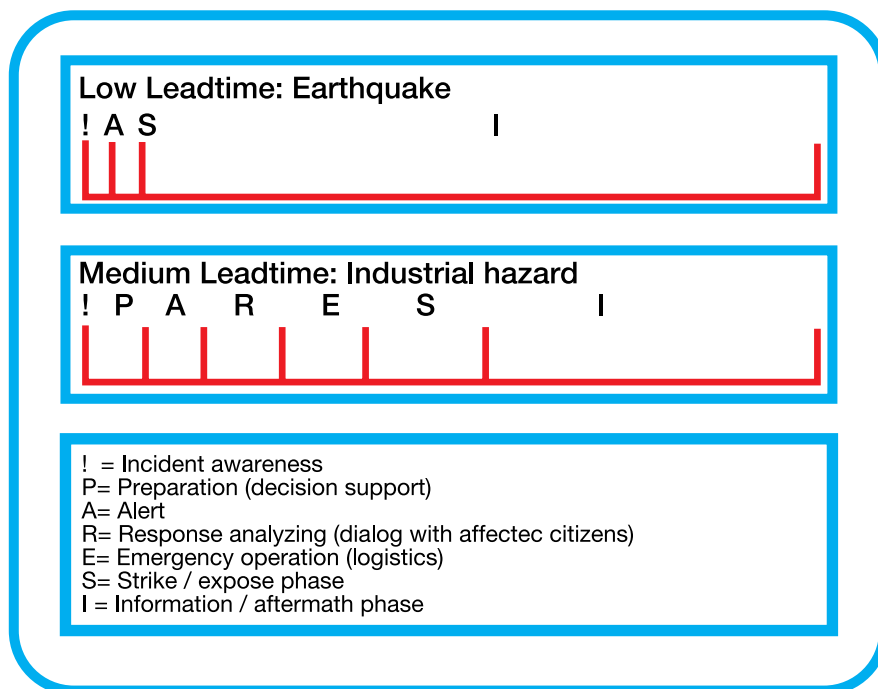 Low Leadtime: Earthquake
! A S I
Medium Leadtime: Industrial hazard
! P A R E S I
! = Incident awareness
P= Preparation (decision support)
A= Alert
R= Response analyzing (dialog with affectec citizens)
E= Emergency operation (logistics)
S= Strike / expose phase
I = Information / aftermath phase